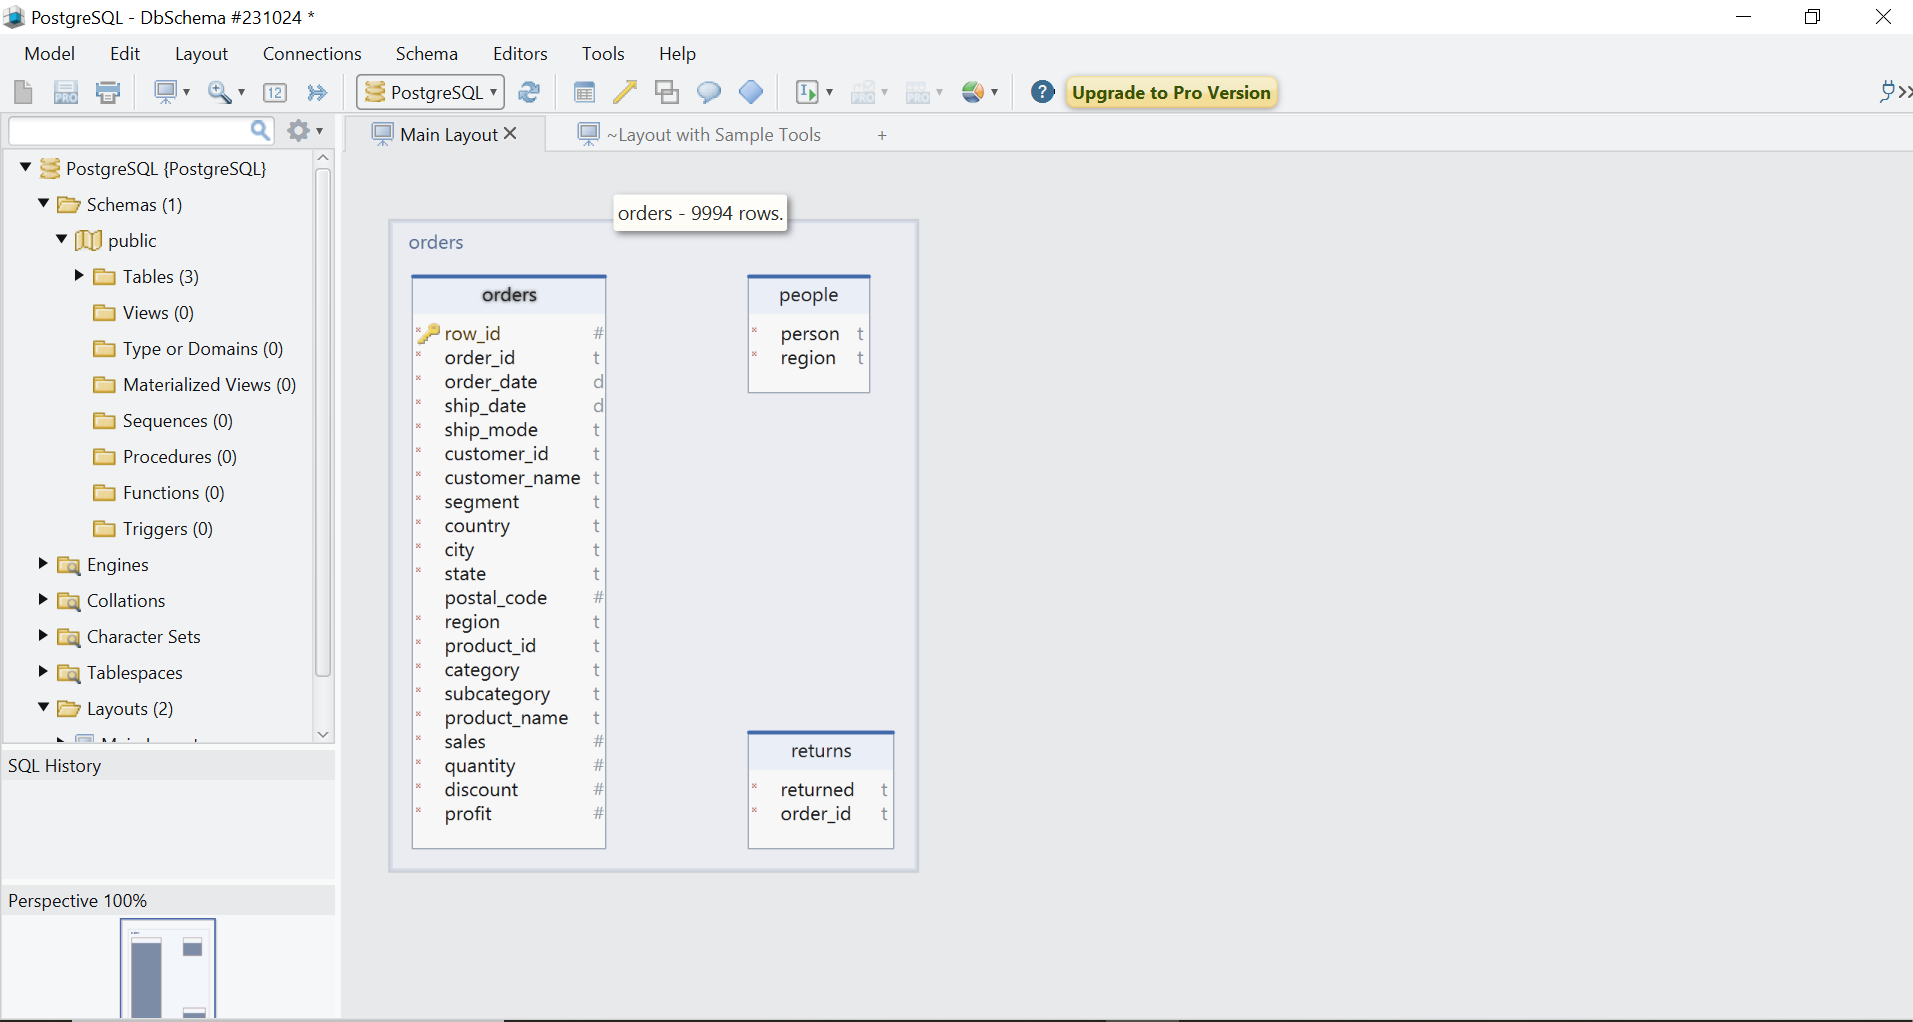 PostgreSQL - DbSchema #231024 *
Model Edit Layout Connections Schema Editors Tools Help
PRO 12 PostgreSQL ? Upgrade to Pro Version
Main Layout ~Layout with Sample Tools +
PostgreSQL {PostgreSQL}
Schemas (1)
public
Tables (3)
Views (0)
Type or Domains (0)
Materialized Views (0)
Sequences (0)
Procedures (0)
Functions (0)
Triggers (0)
Engines
Collations
Character Sets
Tablespaces
Layouts (2)
SQL History
Perspective 100%
orders - 9994 rows.
orders
orders
* row_id #
* order_id t
* order_date d
* ship_date d
* ship_mode t
* customer_id t
* customer_name t
* segment t
* country t
* city t
* state t
postal_code #
* region t
* product_id t
* category t
* subcategory t
* product_name t
* sales #
* quantity #
* discount #
* profit #
people
* person t
* region t
returns
* returned t
* order_id t